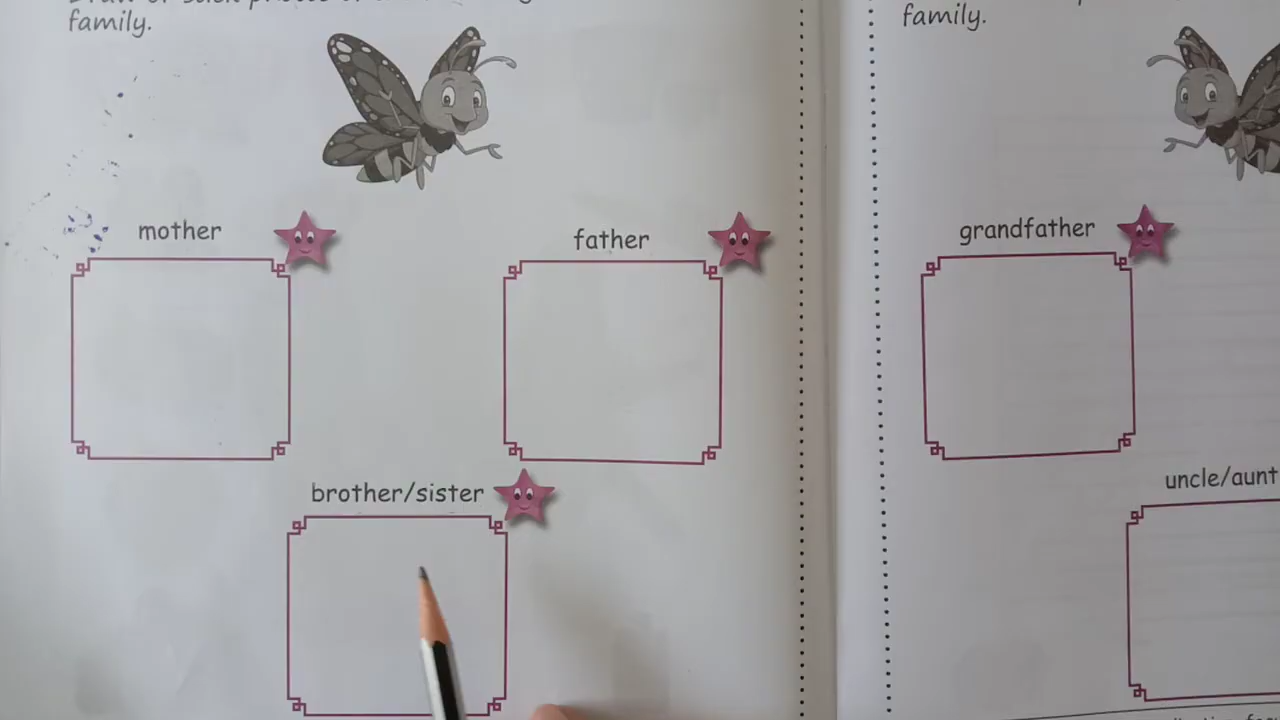 family.
mother
father
brother/sister
family.
grandfather
uncle/aunt